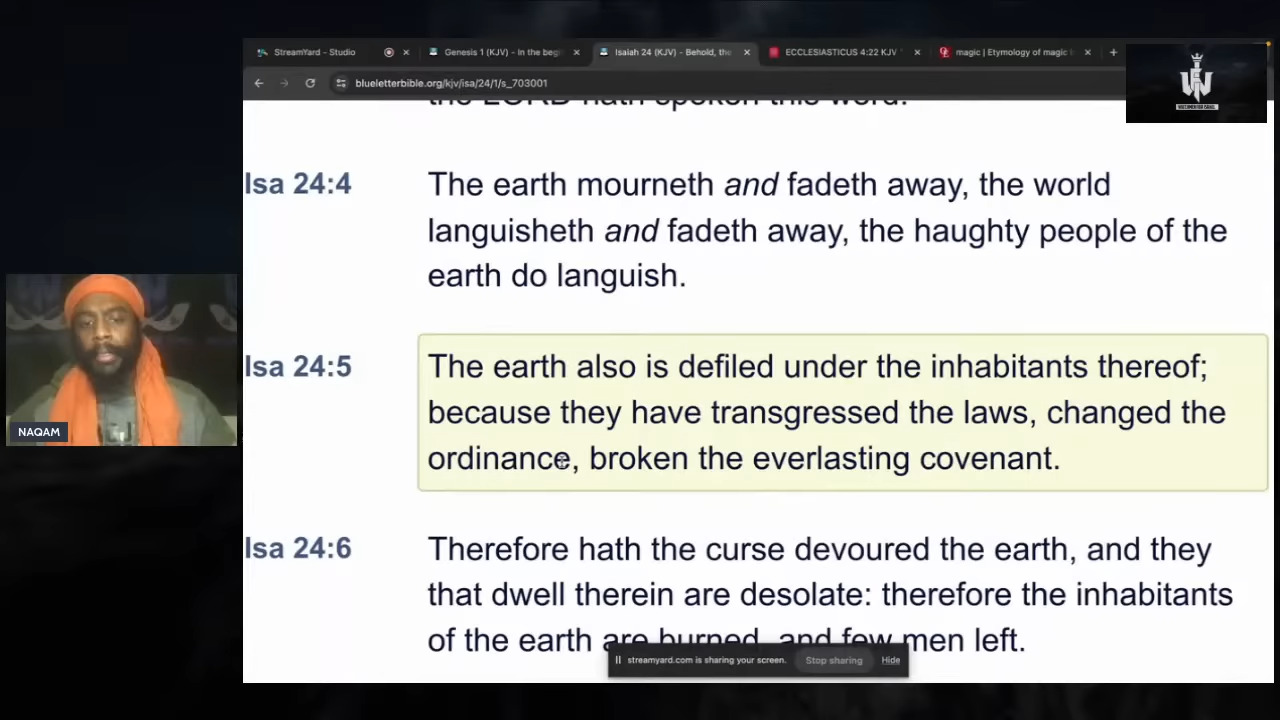 StreamYard - Studio
Genesis 1 (KJV) - In the begi
Isaiah 24 (KJV) - Behold, the
ECCLESIASTICUS 4:22 KJV
magic | Etymology of magic
blueletterbible.org/kjv/isa/24/1/s_703001
the LORD hath spoken this word.
Isa 24:4
The earth mourneth and fadeth away, the world
languisheth and fadeth away, the haughty people of the
earth do languish.
Isa 24:5
The earth also is defiled under the inhabitants thereof;
because they have transgressed the laws, changed the
ordinance, broken the everlasting covenant.
Isa 24:6
Therefore hath the curse devoured the earth, and they
that dwell therein are desolate: therefore the inhabitants
of the earth are burned, and few men left.
streamyard.com is sharing your screen.
Stop sharing
Hide
NAQAM